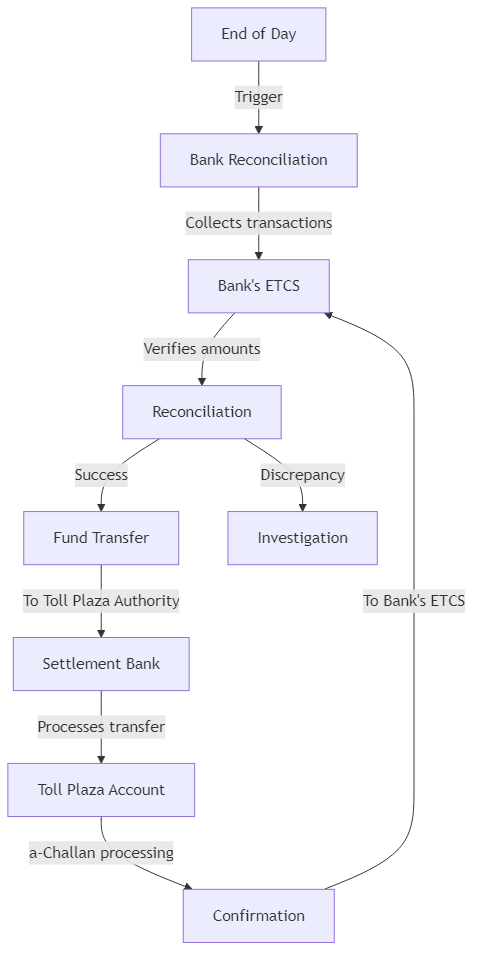 End of Day
Trigger
Bank Reconciliation
Collects transactions
Bank's ETCS
Verifies amounts
Reconciliation
Success
Discrepancy
Fund Transfer
Investigation
To Toll Plaza Authority
To Bank's ETCS
Settlement Bank
Processes transfer
Toll Plaza Account
a-Challan processing
Confirmation